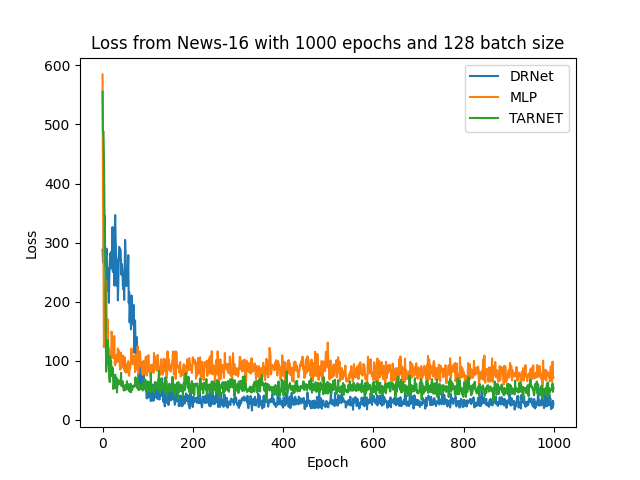 Loss from News-16 with 1000 epochs and 128 batch size
600
500
400
300
200
100
0
Loss
DRNet
MLP
TARNET
0 200 400 600 800 1000
Epoch